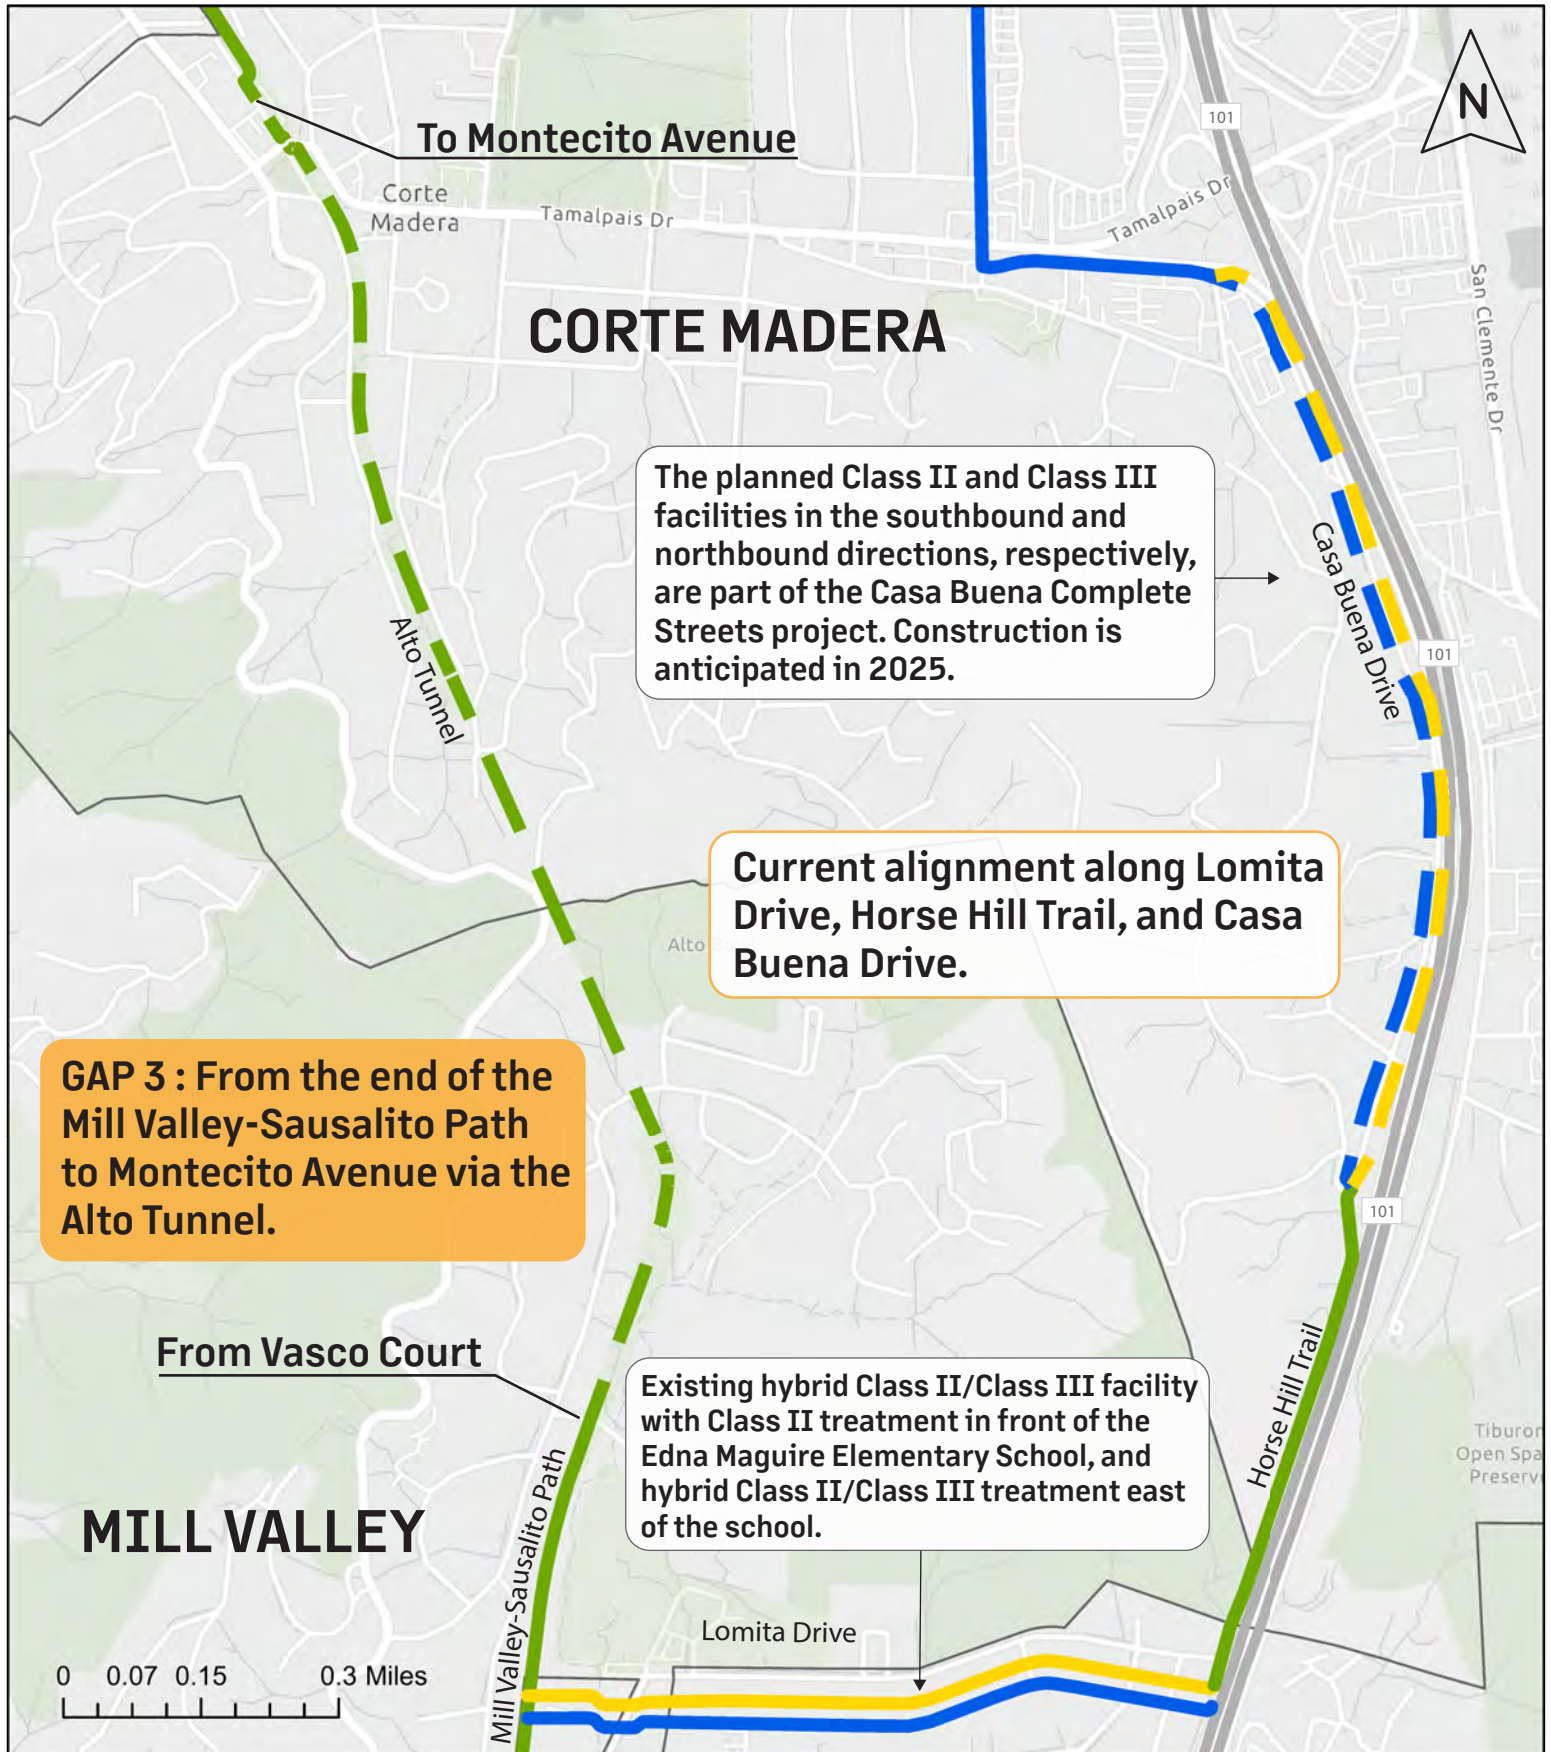 N
101
To Montecito Avenue
Corte
Madera
Tamalpais Dr
Tamalpais Dr
San Clemente Dr
CORTE MADERA
The planned Class II and Class III
facilities in the southbound and
northbound directions, respectively,
are part of the Casa Buena Complete
Streets project. Construction is
anticipated in 2025.
Casa Buena Drive
101
Alto Tunnel
Current alignment along Lomita
Drive, Horse Hill Trail, and Casa
Buena Drive.
Alto
GAP 3 : From the end of the
Mill Valley-Sausalito Path
to Montecito Avenue via the
Alto Tunnel.
101
From Vasco Court
Horse Hill Trail
Existing hybrid Class II/Class III facility
with Class II treatment in front of the
Edna Maguire Elementary School, and
hybrid Class II/Class III treatment east
of the school.
Tiburon
Open Spa
Preserv
MILL VALLEY
Mill Valley-Sausalito Path
Lomita Drive
0 0.07 0.15 0.3 Miles